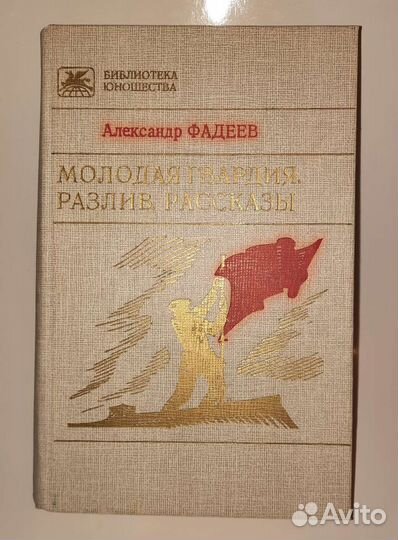 БИБЛИОТЕКА
ЮНОШЕСТВА
Александр ФАДЕЕВ
МОЛОДАЯ ГВАРДИЯ.
РАЗЛИВ. РАССКАЗЫ
Avito